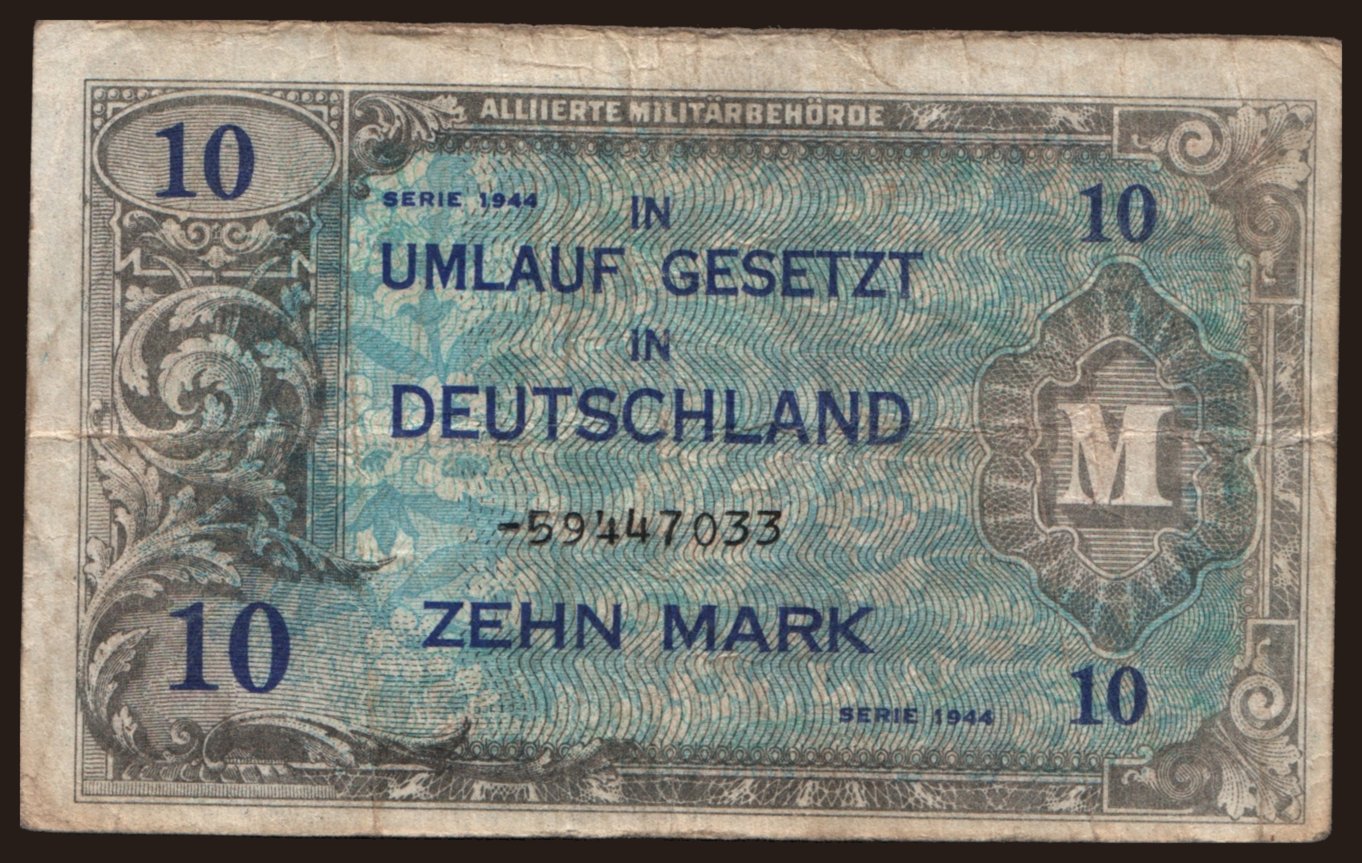 ALLIIERTE MILITÄRBEHÖRDE
10
10
SERIE 1944
IN
UMLAUF GESETZT
IN
DEUTSCHLAND
M
-59447033
ZEHN MARK
10
10
SERIE 1944